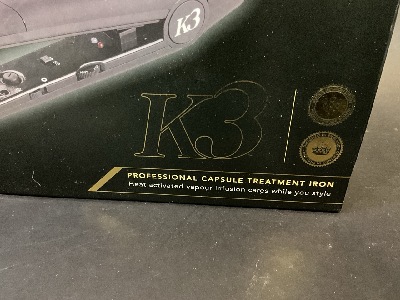 K3
K3
PROFESSIONAL CAPSULE TREATMENT IRON
Heat activated vapour infusion cares while you style